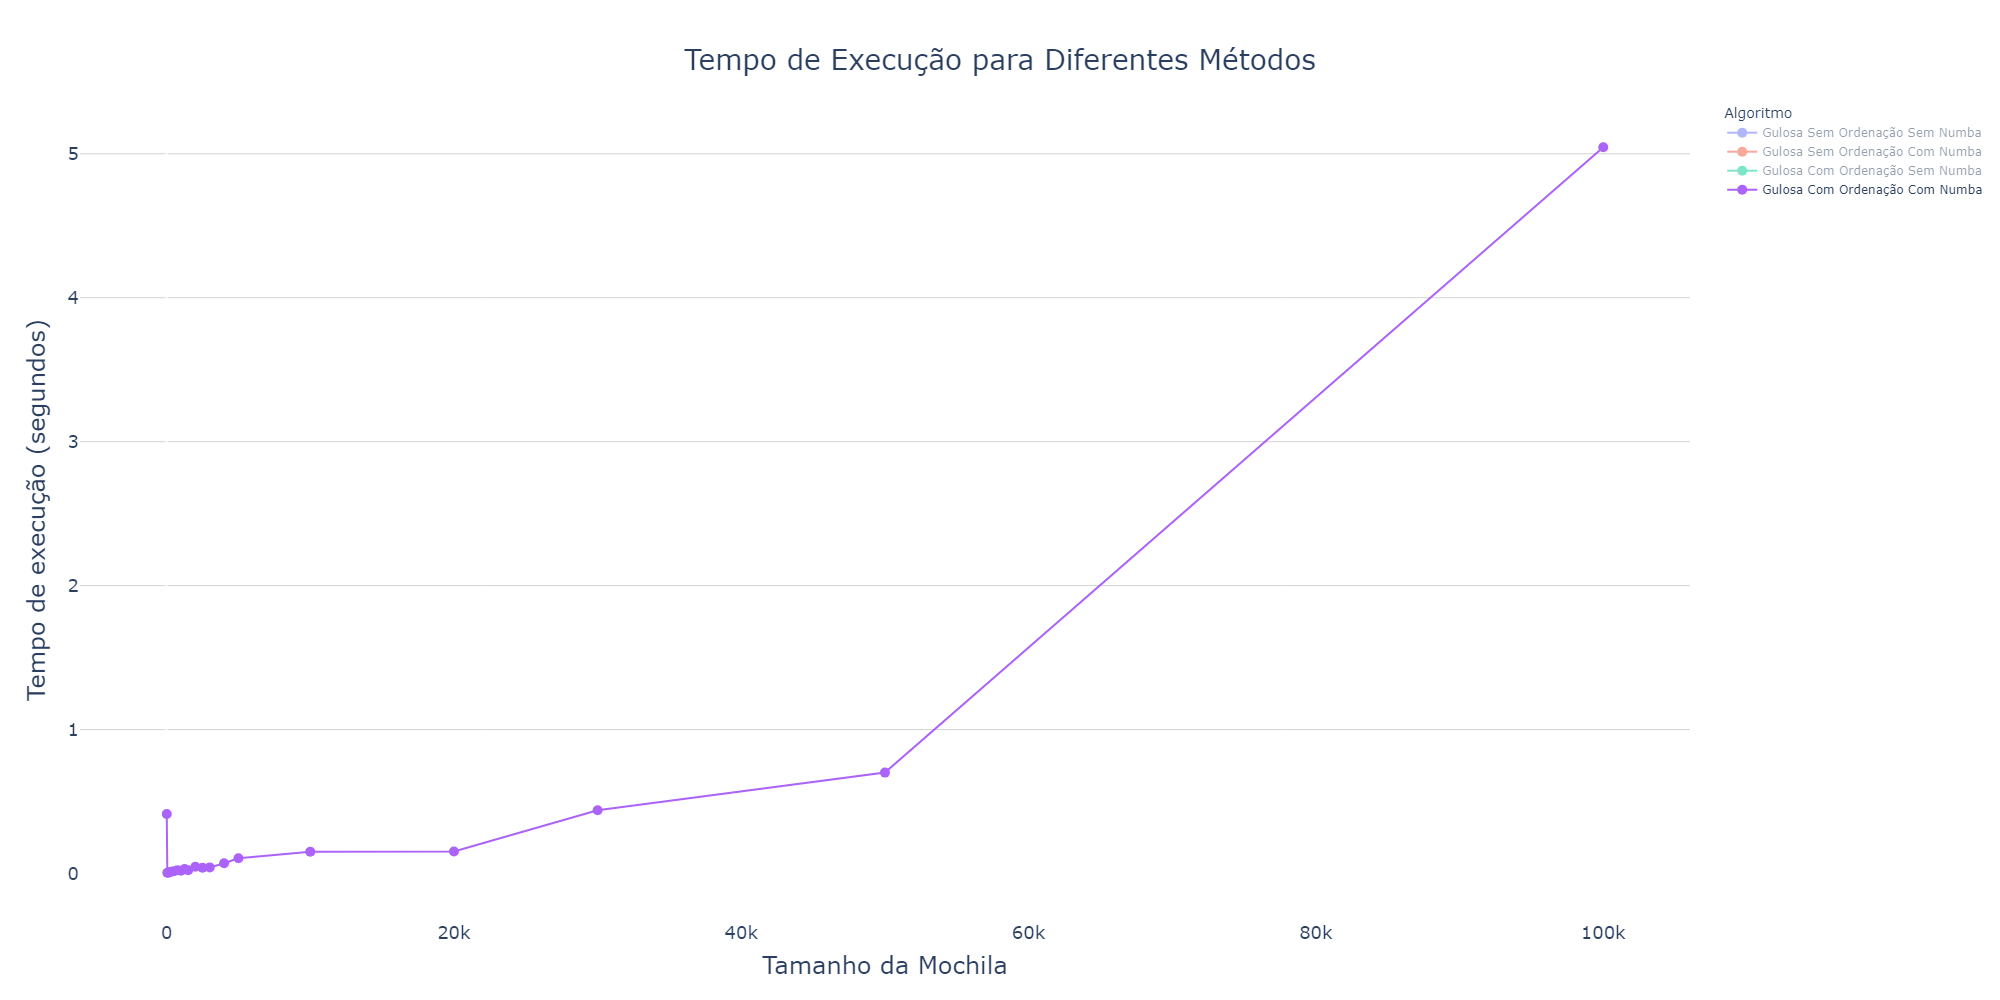 Tempo de Execução para Diferentes Métodos
Algoritmo
Gulosa Sem Ordenação Sem Numba
Gulosa Sem Ordenação Com Numba
Gulosa Com Ordenação Sem Numba
Gulosa Com Ordenação Com Numba
Tempo de execução (segundos)
5
4
3
2
1
0
0 20k 40k 60k 80k 100k
Tamanho da Mochila